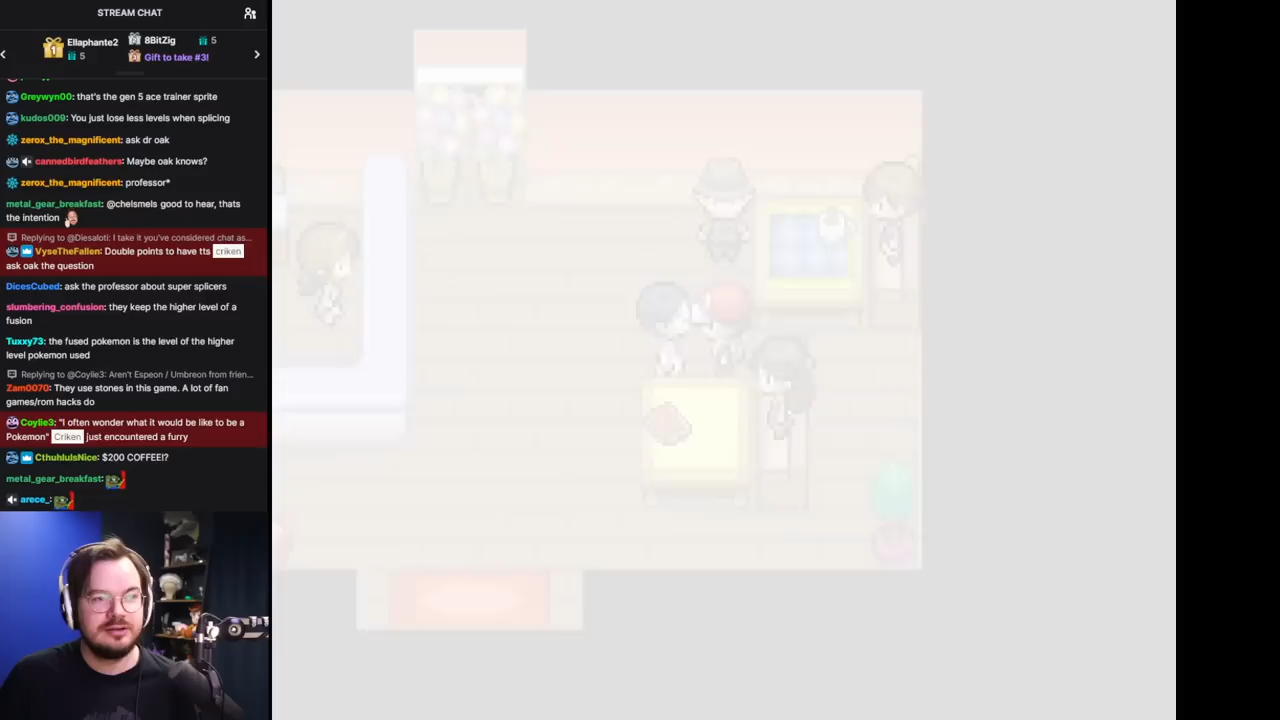 STREAM CHAT
Ellaphante2
5
8BitZig
5
Gift to take #3!
1
Greywyn00: that's the gen 5 ace trainer sprite
kudos009: You just lose less levels when splicing
zerox_the_magnificent: ask dr oak
cannedbirdfeathers: Maybe oak knows?
zerox_the_magnificent: professor*
metal_gear_breakfast: @chelsmels good to hear, thats
the intention
Replying to @Diesaloti: I take it you've considered chat as...
VyseTheFallen: Double points to have tts criken
ask oak the question
DicesCubed: ask the professor about super splicers
slumbering_confusion: they keep the higher level of a
fusion
Tuxxy73: the fused pokemon is the level of the higher
level pokemon used
Replying to @Coylie3: Aren't Espeon / Umbreon from frien...
Zam0070: They use stones in this game. A lot of fan
games/rom hacks do
Coylie3: "I often wonder what it would be like to be a
Pokemon" Criken just encountered a furry
CthuhluIsNice: $200 COFFEE!?
metal_gear_breakfast:
arece_: